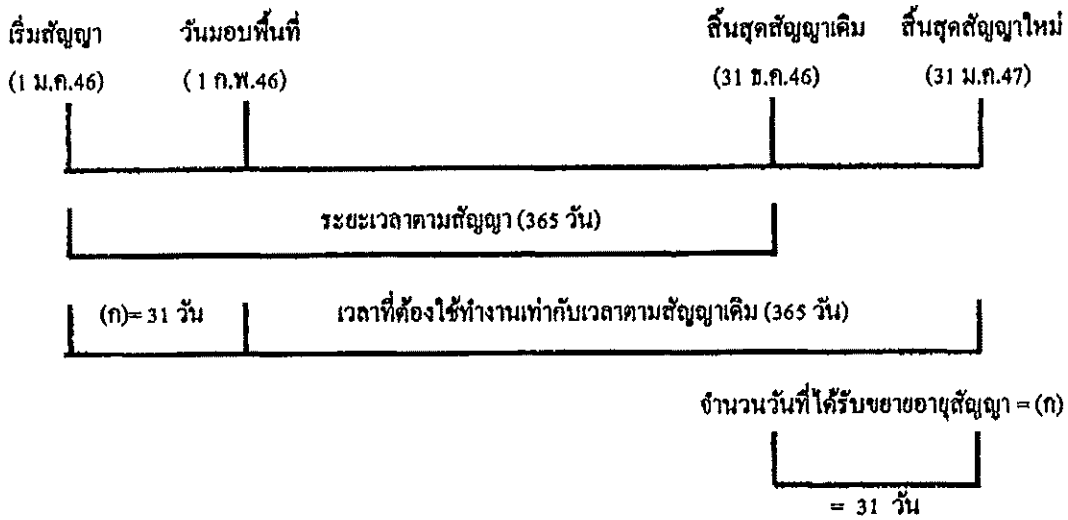 เริ่มสัญญา วันมอบพื้นที่ สิ้นสุดสัญญาเดิม สิ้นสุดสัญญาใหม่
(1 ม.ค.46) ( 1 ก.พ.46) (31 ธ.ค.46) (31 ม.ค.47)
ระยะเวลาตามสัญญา (365 วัน)
(ก)= 31 วัน เวลาที่ต้องใช้ทำงานเท่ากับเวลาตามสัญญาเดิม (365 วัน)
จำนวนวันที่ได้รับขยายอายุสัญญา = (ก)
= 31 วัน